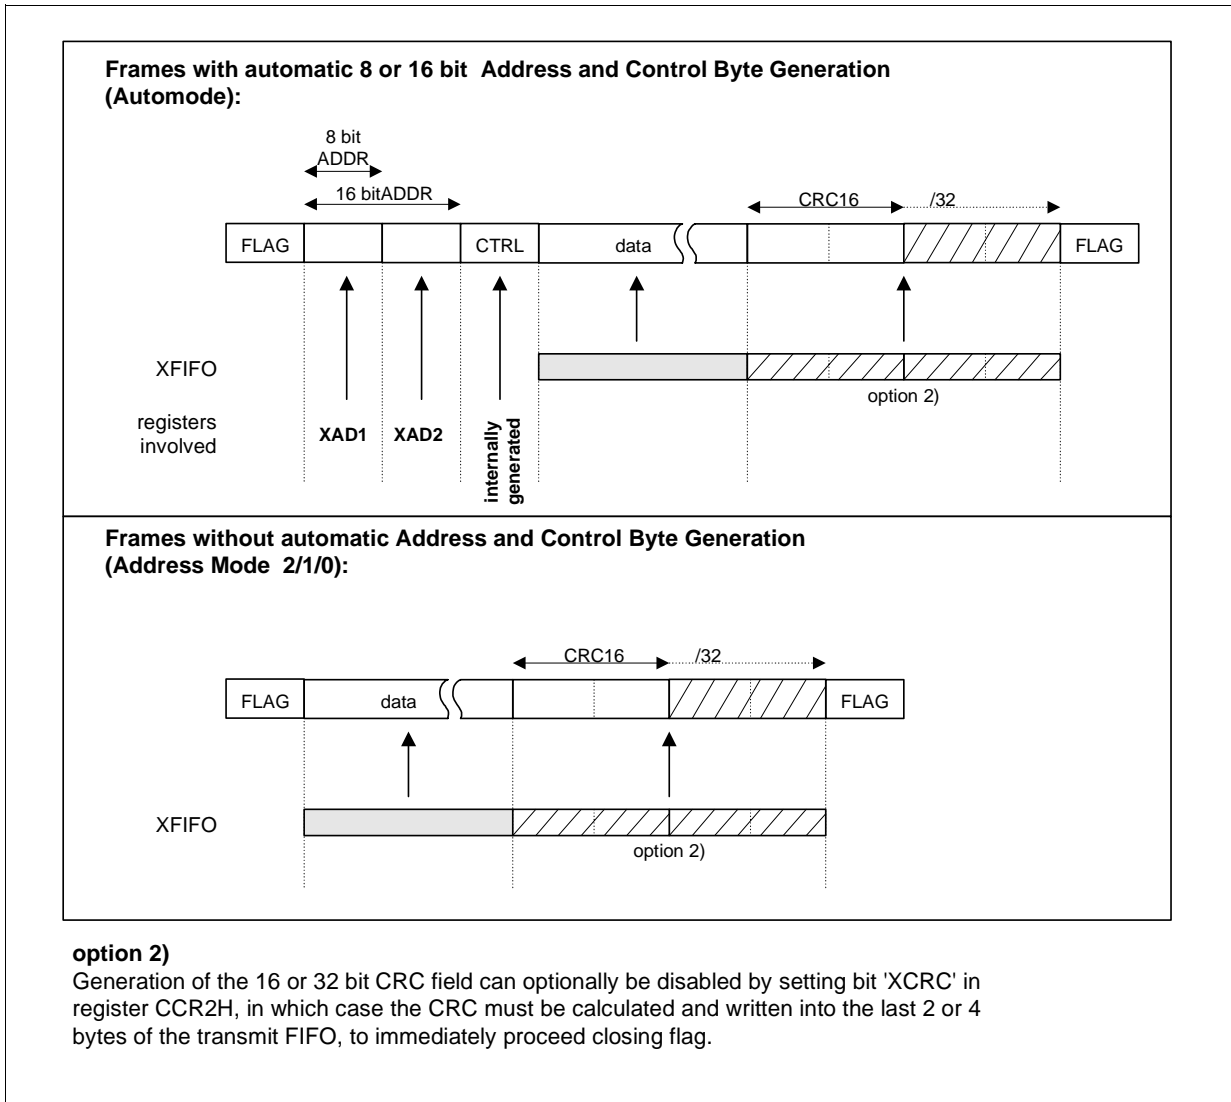 Frames with automatic 8 or 16 bit Address and Control Byte Generation
(Automode):
8 bit
ADDR
16 bitADDR
CRC16
/32
FLAG
CTRL
data
FLAG
XFIFO
option 2)
registers
involved
XAD1
XAD2
internally
generated
Frames without automatic Address and Control Byte Generation
(Address Mode 2/1/0):
CRC16
/32
FLAG
data
FLAG
XFIFO
option 2)
option 2)
Generation of the 16 or 32 bit CRC field can optionally be disabled by setting bit 'XCRC' in
register CCR2H, in which case the CRC must be calculated and written into the last 2 or 4
bytes of the transmit FIFO, to immediately proceed closing flag.